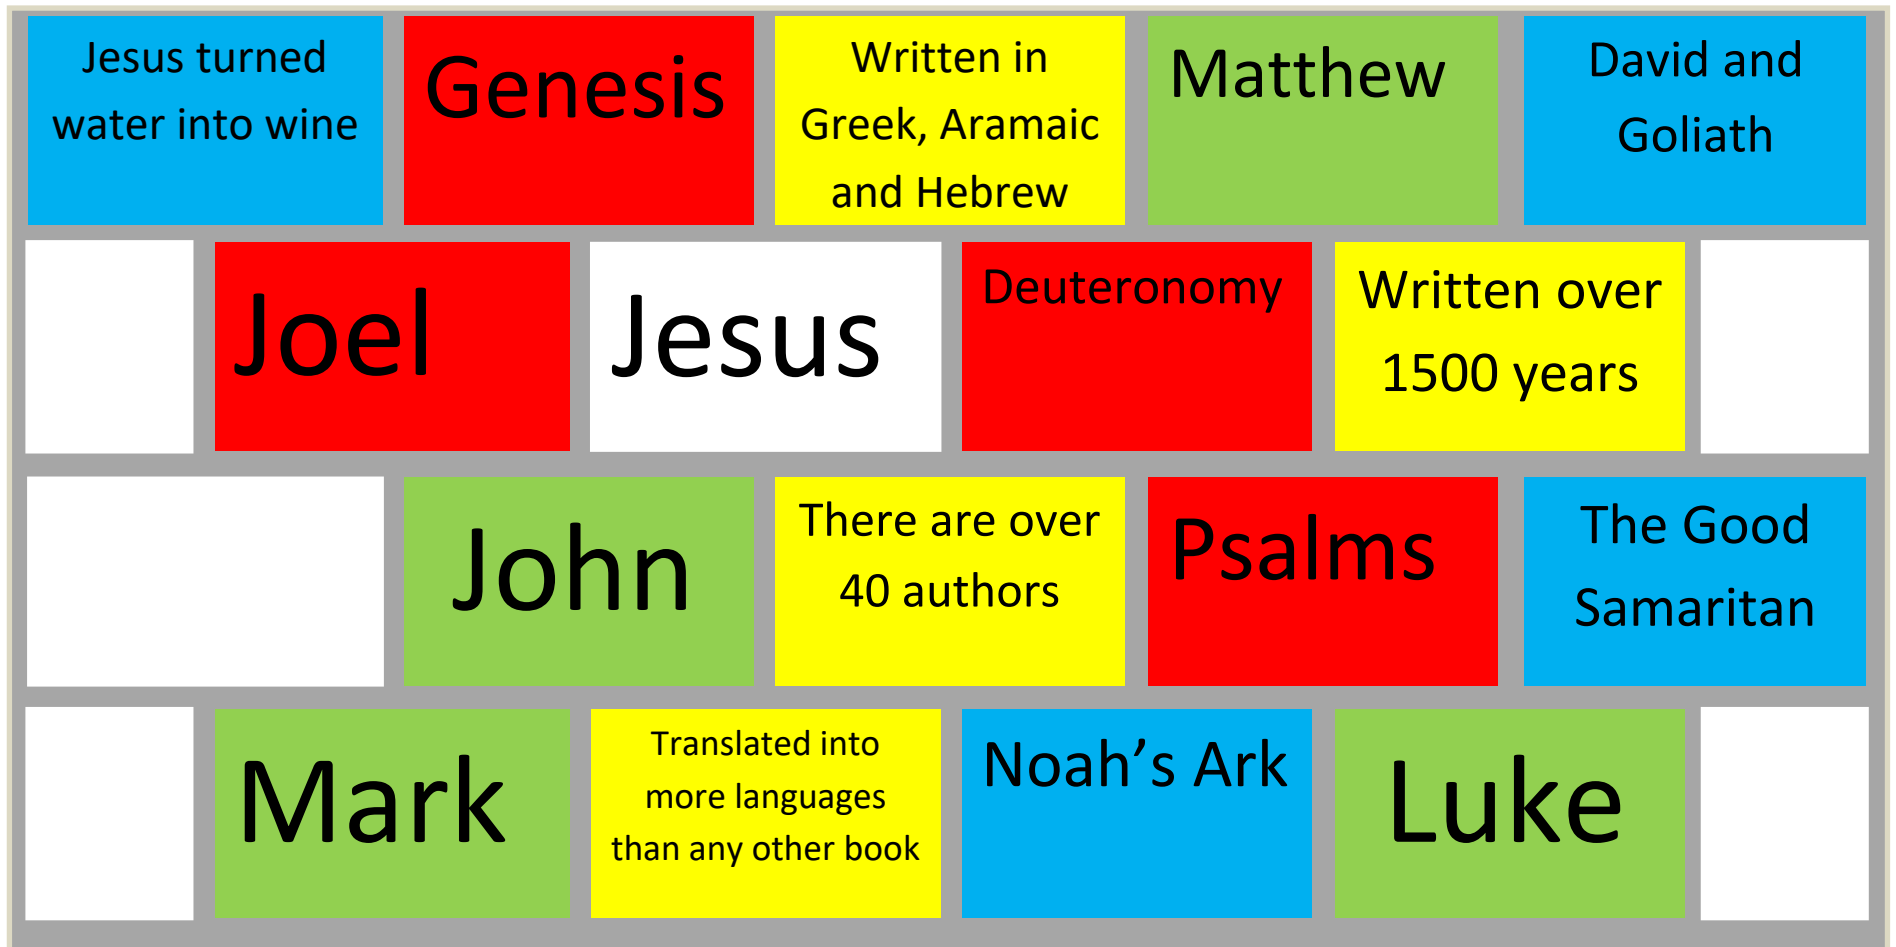 Jesus turned
water into wine
Genesis
Written in
Greek, Aramaic
and Hebrew
Matthew
David and
Goliath
Joel
Jesus
Deuteronomy
Written over
1500 years
John
There are over
40 authors
Psalms
The Good
Samaritan
Mark
Translated into
more languages
than any other book
Noah’s Ark
Luke